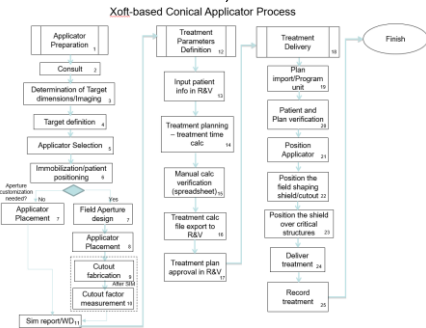 Xoft-based Conical Applicator Process
Applicator
Preparation 1
Consult 2
Determination of Target
dimensions/Imaging 3
Target definition 4
Applicator Selection 5
Immobilization/patient
positioning 6
Aperture
customization
needed?
No
Yes
Applicator
Placement 7
Field Aperture
design 7
Applicator
Placement 8
Cutout
fabrication 9
After SIM
Cutout factor
measurement 10
Sim report/WD 11
Treatment
Parameters
Definition 12
Input patient
info in R&V 13
Treatment planning
– treatment time
calc 14
Manual calc
verification
(spreadsheet) 15
Treatment calc
file export to
R&V 16
Treatment plan
approval in R&V 17
Treatment
Delivery 18
Plan
import/Program
unit 19
Patient and
Plan verification
20
Position
Applicator 21
Position the
field shaping
shield/cutout 22
Position the shield
over critical
structures 23
Deliver
treatment 24
Record
treatment 25
Finish